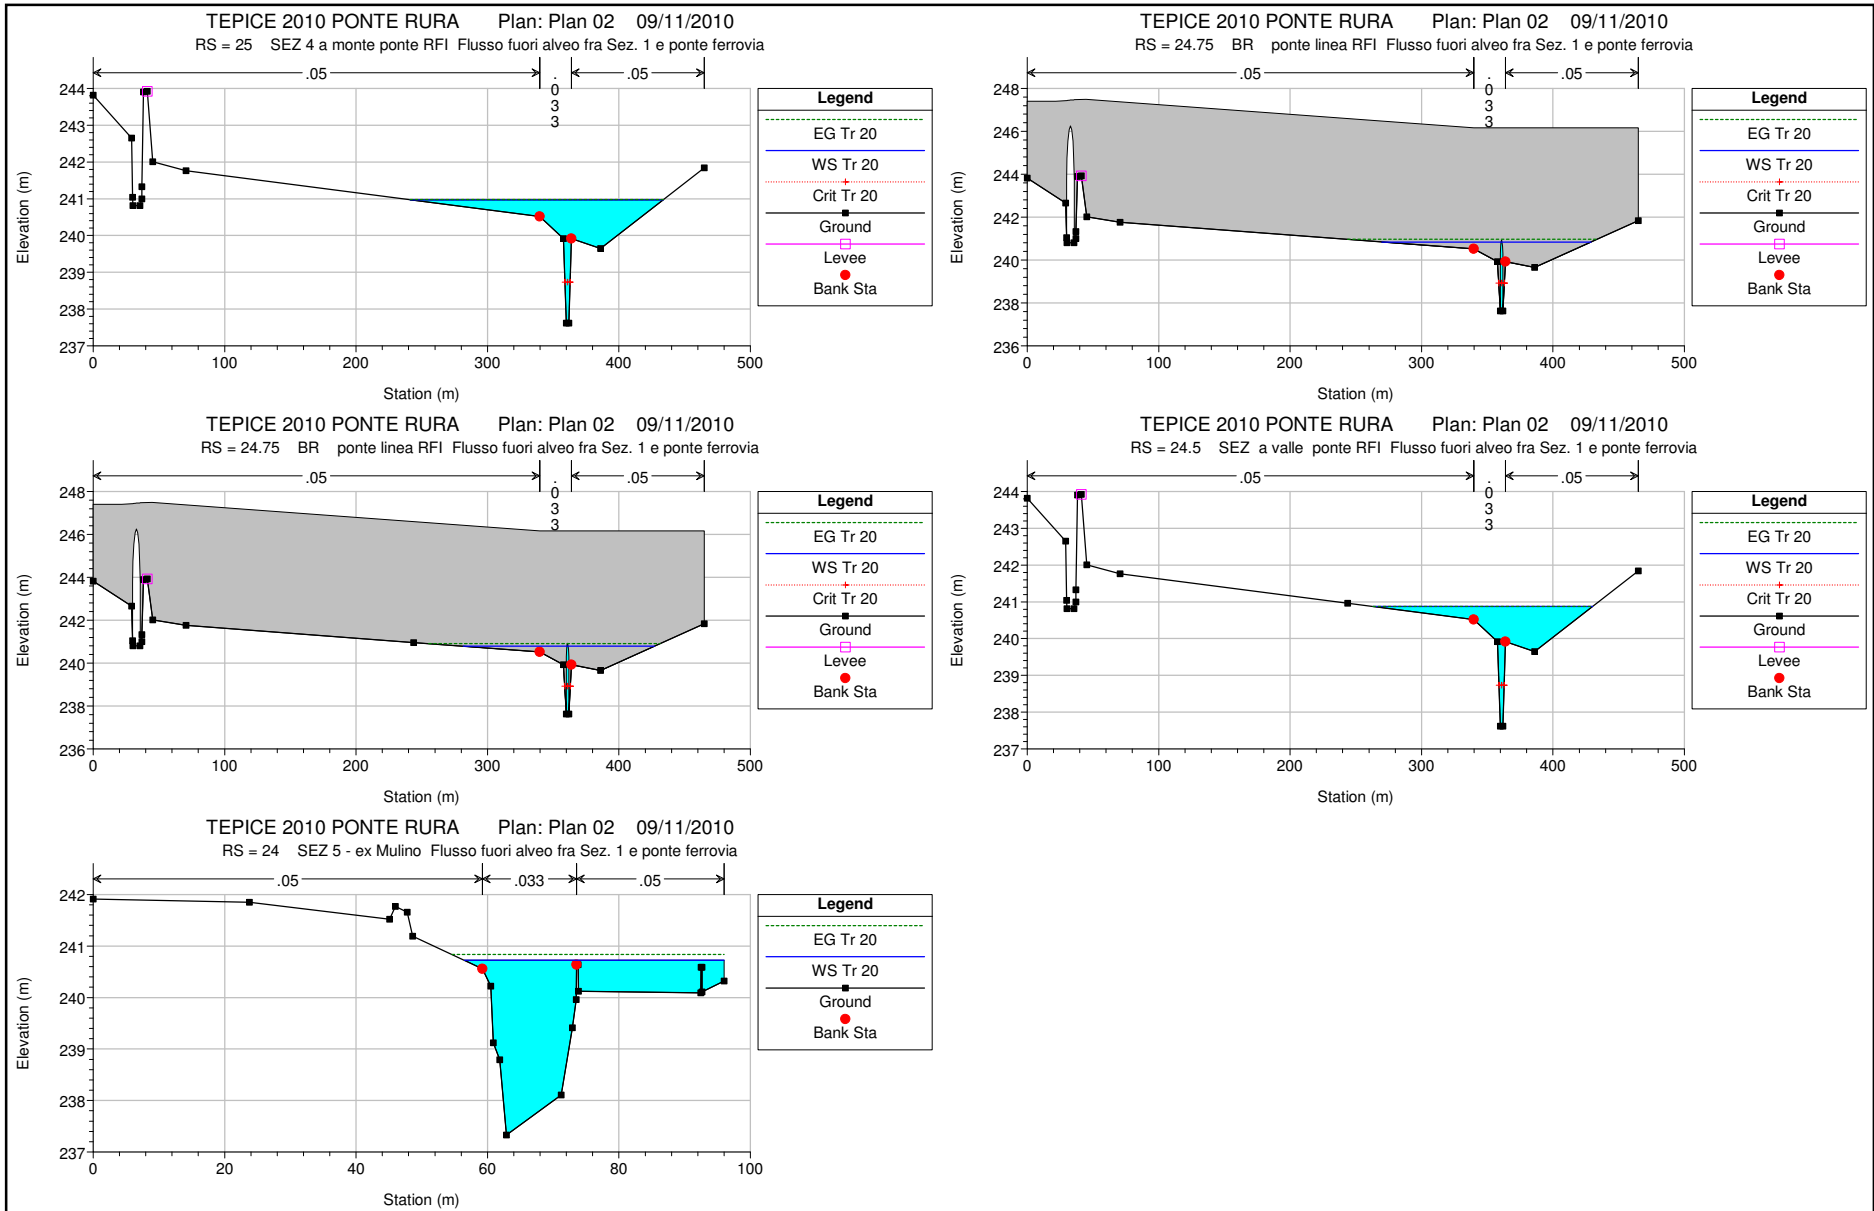 TEPICE 2010 PONTE RURA Plan: Plan 02 09/11/2010
RS = 25 SEZ 4 a monte ponte RFI Flusso fuori alveo fra Sez. 1 e ponte ferrovia
.05 .033 .05
244
243
242
241
240
239
238
237
Elevation (m)
0 100 200 300 400 500
Station (m)
Legend
EG Tr 20
WS Tr 20
Crit Tr 20
Ground
Levee
Bank Sta
TEPICE 2010 PONTE RURA Plan: Plan 02 09/11/2010
RS = 24.75 BR ponte linea RFI Flusso fuori alveo fra Sez. 1 e ponte ferrovia
.05 .033 .05
248
246
244
242
240
238
236
Elevation (m)
0 100 200 300 400 500
Station (m)
Legend
EG Tr 20
WS Tr 20
Crit Tr 20
Ground
Levee
Bank Sta
TEPICE 2010 PONTE RURA Plan: Plan 02 09/11/2010
RS = 24.75 BR ponte linea RFI Flusso fuori alveo fra Sez. 1 e ponte ferrovia
.05 .033 .05
248
246
244
242
240
238
236
Elevation (m)
0 100 200 300 400 500
Station (m)
Legend
EG Tr 20
WS Tr 20
Crit Tr 20
Ground
Levee
Bank Sta
TEPICE 2010 PONTE RURA Plan: Plan 02 09/11/2010
RS = 24.5 SEZ a valle ponte RFI Flusso fuori alveo fra Sez. 1 e ponte ferrovia
.05 .033 .05
244
243
242
241
240
239
238
237
Elevation (m)
0 100 200 300 400 500
Station (m)
Legend
EG Tr 20
WS Tr 20
Crit Tr 20
Ground
Levee
Bank Sta
TEPICE 2010 PONTE RURA Plan: Plan 02 09/11/2010
RS = 24 SEZ 5 - ex Mulino Flusso fuori alveo fra Sez. 1 e ponte ferrovia
.05 .033 .05
242
241
240
239
238
237
Elevation (m)
0 20 40 60 80 100
Station (m)
Legend
EG Tr 20
WS Tr 20
Ground
Bank Sta